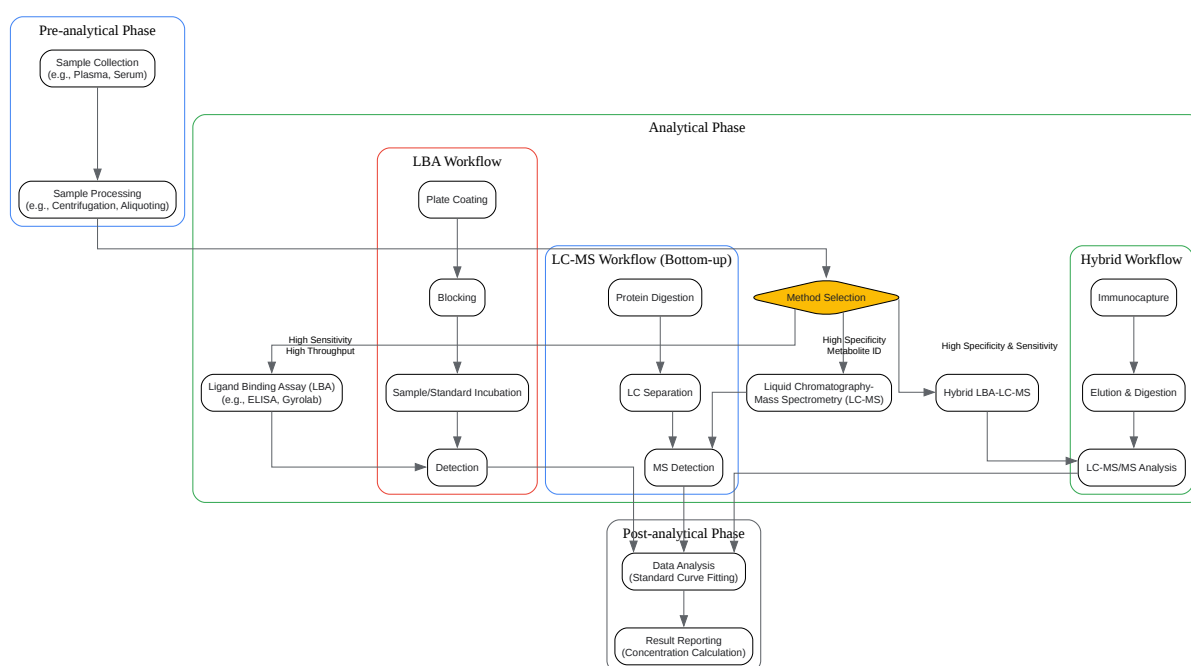 Pre-analytical Phase
Sample Collection
(e.g., Plasma, Serum)
Sample Processing
(e.g., Centrifugation, Aliquoting)
Analytical Phase
LBA Workflow
Plate Coating
Blocking
Sample/Standard Incubation
Detection
LC-MS Workflow (Bottom-up)
Protein Digestion
LC Separation
MS Detection
Method Selection
High Sensitivity
High Throughput
High Specificity
Metabolite ID
High Specificity & Sensitivity
Ligand Binding Assay (LBA)
(e.g., ELISA, Gyrolab)
Liquid Chromatography-
Mass Spectrometry (LC-MS)
Hybrid LBA-LC-MS
Hybrid Workflow
Immunocapture
Elution & Digestion
LC-MS/MS Analysis
Post-analytical Phase
Data Analysis
(Standard Curve Fitting)
Result Reporting
(Concentration Calculation)